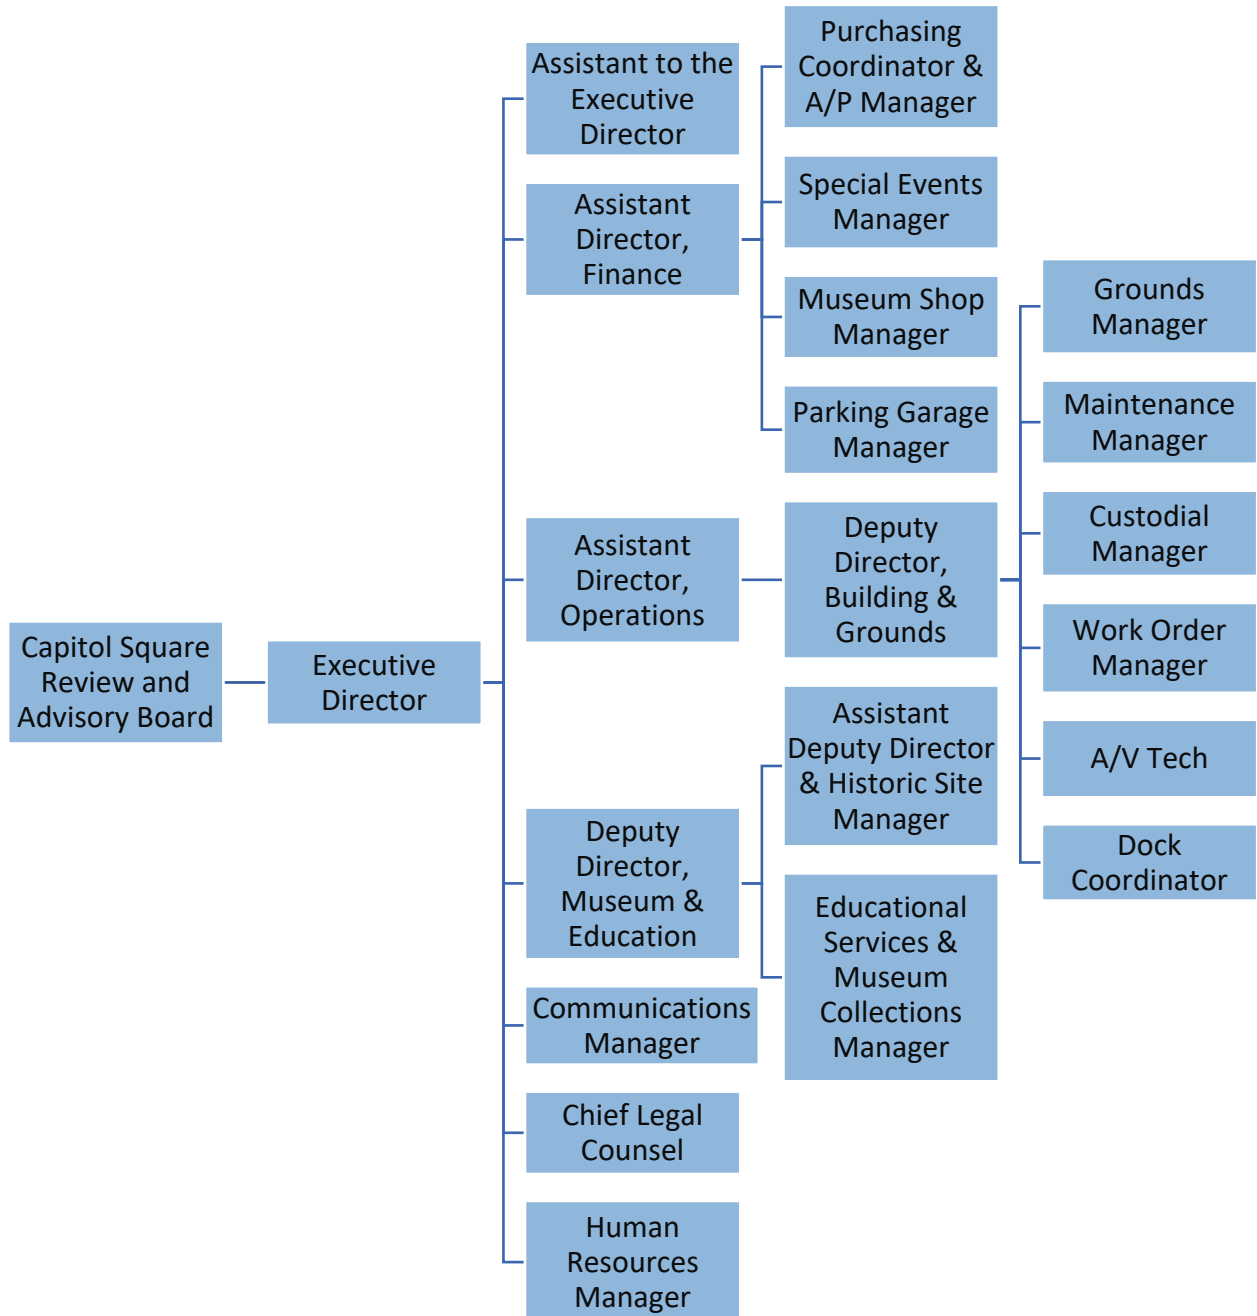 Capitol Square
Review and
Advisory Board
Executive
Director
Assistant to the
Executive
Director
Assistant
Director,
Finance
Purchasing
Coordinator &
A/P Manager
Special Events
Manager
Museum Shop
Manager
Parking Garage
Manager
Assistant
Director,
Operations
Deputy
Director,
Building &
Grounds
Grounds
Manager
Maintenance
Manager
Custodial
Manager
Work Order
Manager
A/V Tech
Dock
Coordinator
Deputy
Director,
Museum &
Education
Assistant
Deputy Director
& Historic Site
Manager
Educational
Services &
Museum
Collections
Manager
Communications
Manager
Chief Legal
Counsel
Human
Resources
Manager